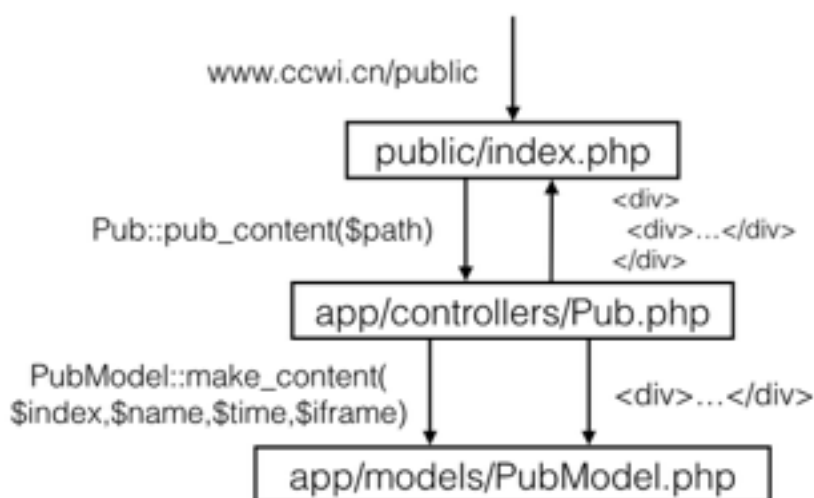 www.ccwi.cn/public
public/index.php
Pub::pub_content($path)
<div>
<div>...</div>
</div>
app/controllers/Pub.php
PubModel::make_content(
$index,$name,$time,$iframe)
<div>...</div>
app/models/PubModel.php